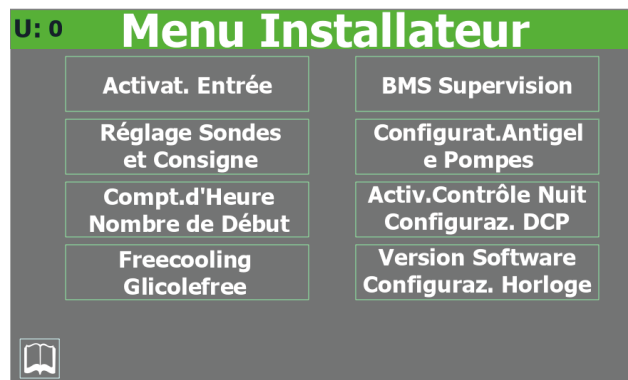 U: 0 Menu Installateur
Activat. Entrée
BMS Supervision
Réglage Sondes
et Consigne
Configurat.Antigel
e Pompes
Compt.d'Heure
Nombre de Début
Activ.Contrôle Nuit
Configuraz. DCP
Freecooling
Glicolefree
Version Software
Configuraz. Horloge